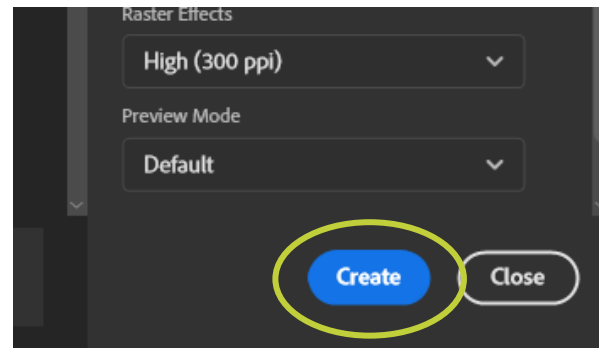 Raster Effects
High (300 ppi)
Preview Mode
Default
Create
Close